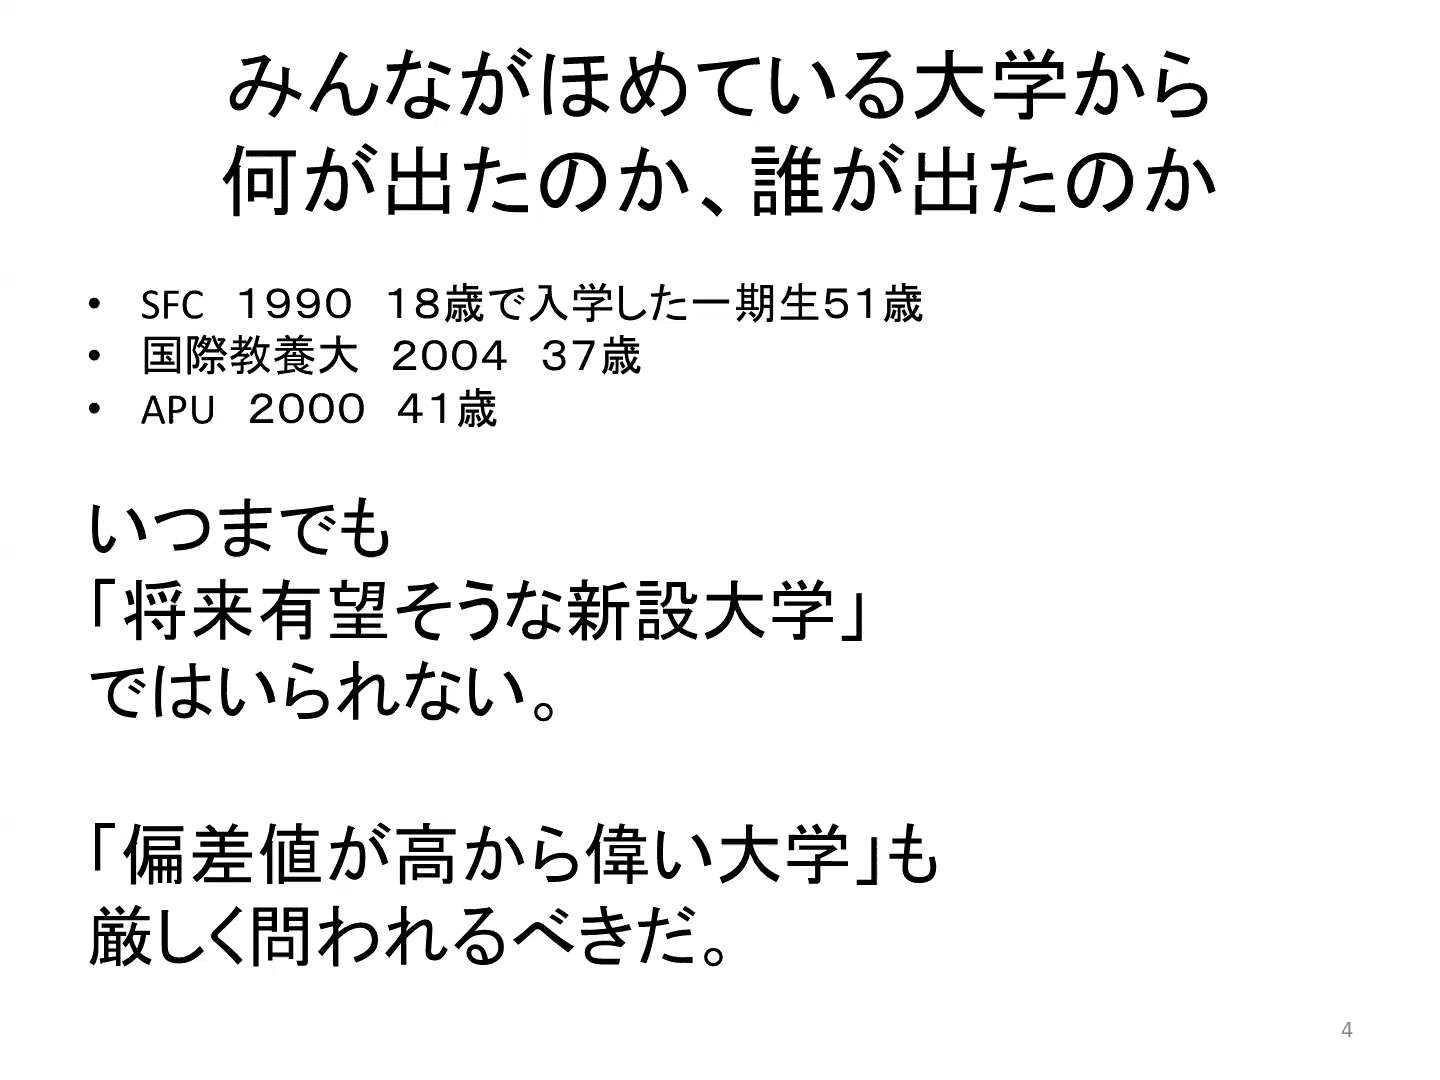 みんながほめている大学から
何が出たのか、誰が出たのか
• SFC　１９９０　１８歳で入学した一期生５１歳
• 国際教養大　２００４　３７歳
• APU　２０００　４１歳
いつまでも
「将来有望そうな新設大学」
ではいられない。
「偏差値が高から偉い大学」も
厳しく問われるべきだ。
4